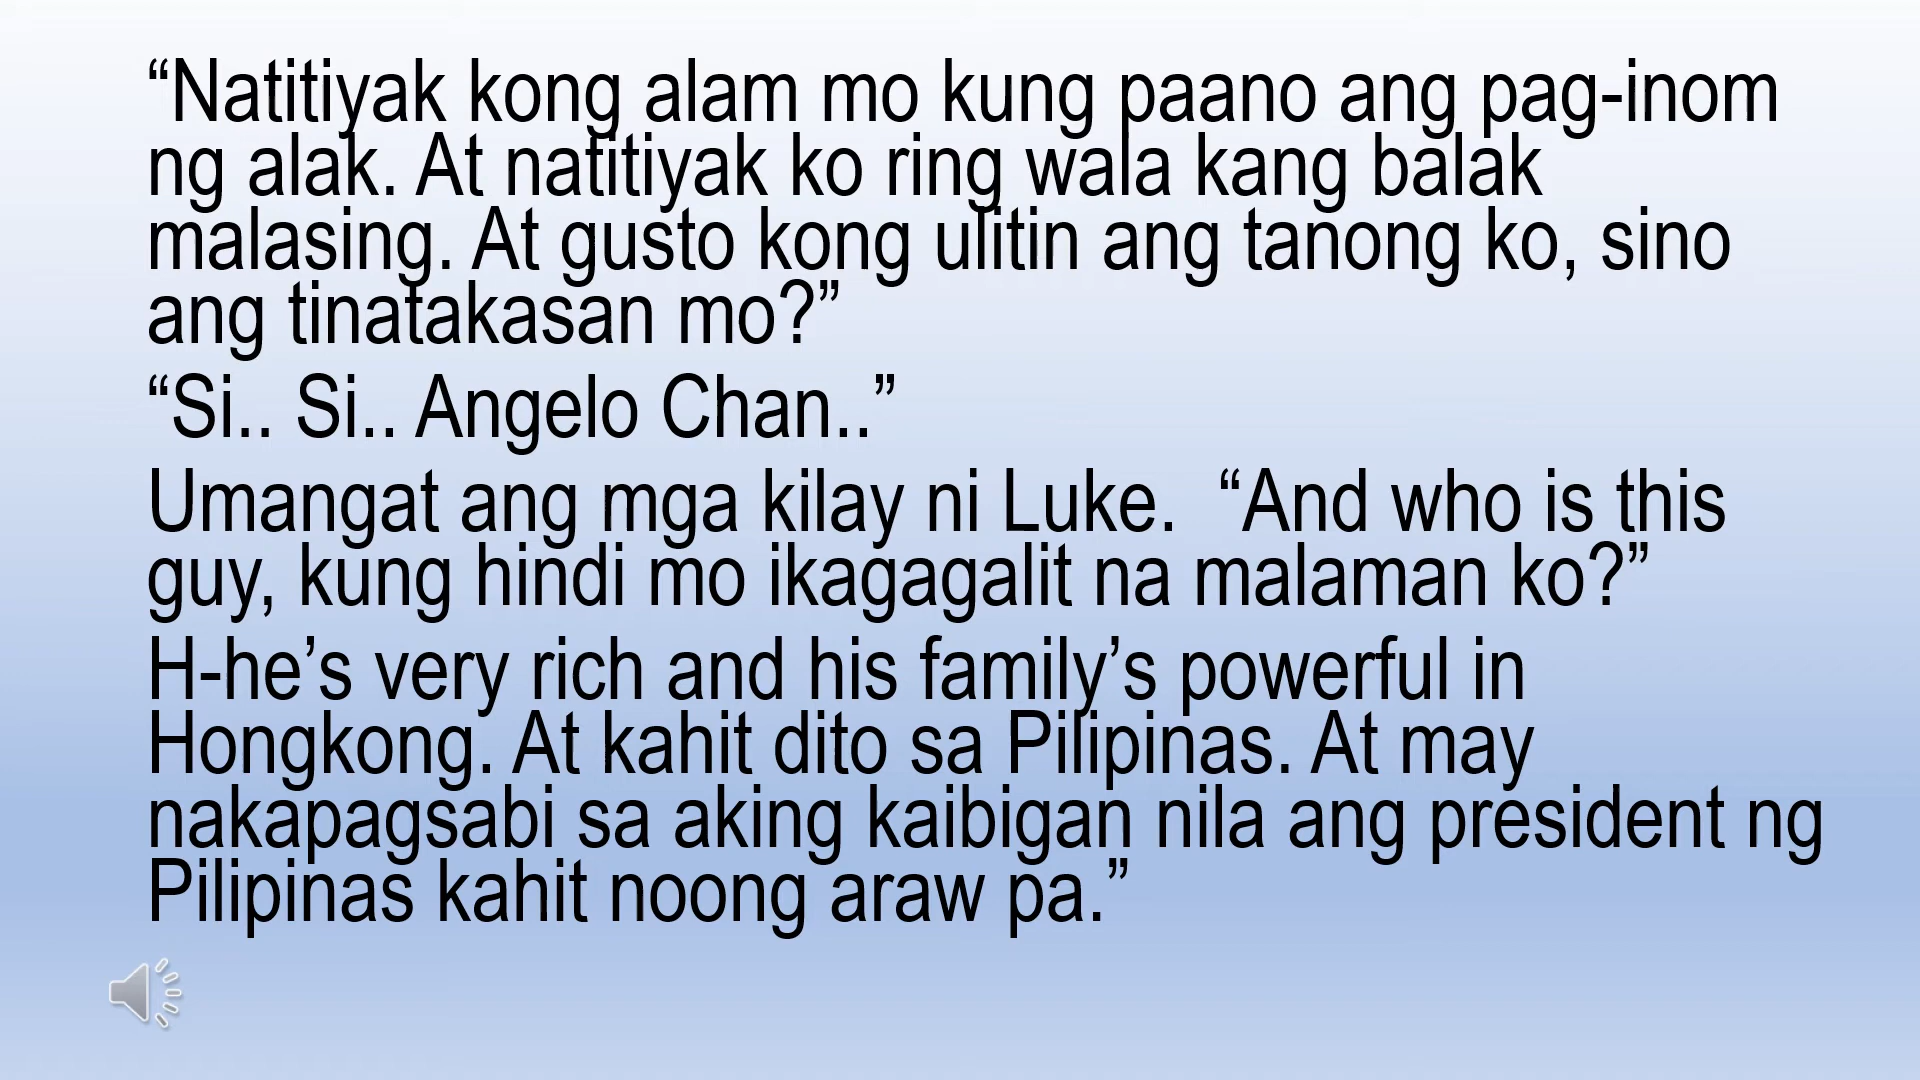 “Natitiyak kong alam mo kung paano ang pag-inom
ng alak. At natitiyak ko ring wala kang balak
malasing. At gusto kong ulitin ang tanong ko, sino
ang tinatakasan mo?”
“Si.. Si.. Angelo Chan..”
Umangat ang mga kilay ni Luke.  “And who is this
guy, kung hindi mo ikagagalit na malaman ko?”
H-he’s very rich and his family’s powerful in
Hongkong. At kahit dito sa Pilipinas. At may
nakapagsabi sa aking kaibigan nila ang president ng
Pilipinas kahit noong araw pa.”